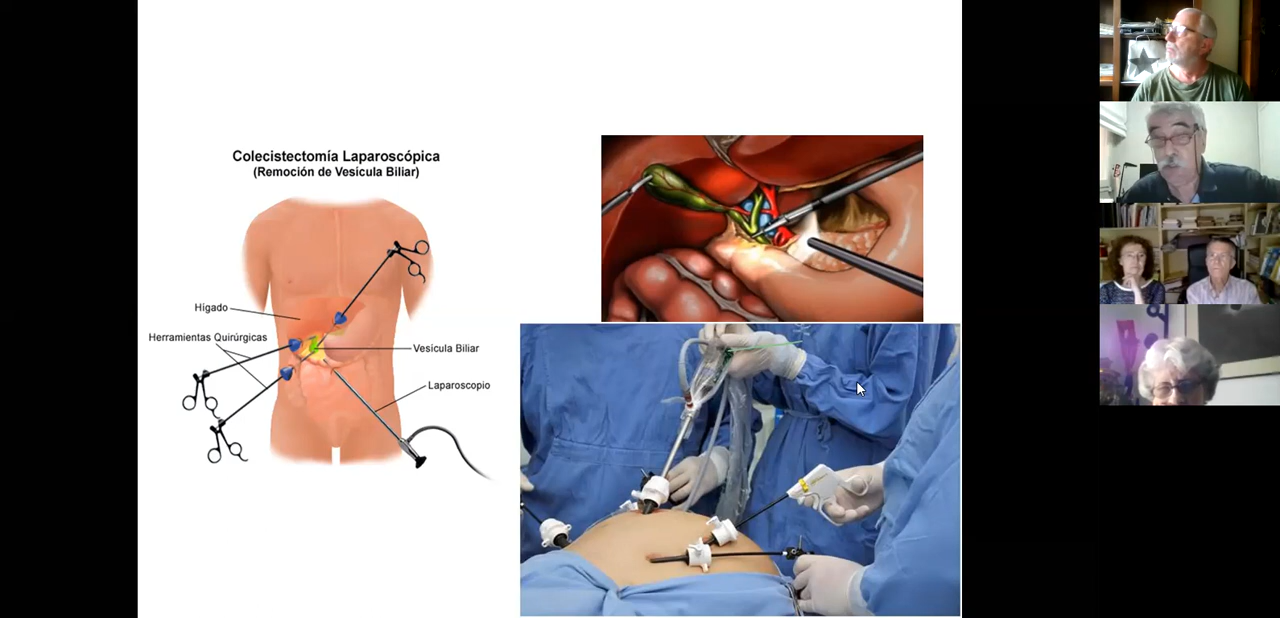 Colecistectomía Laparoscópica
(Remoción de Vesícula Biliar)
Hígado
Herramientas Quirúrgicas
Vesícula Biliar
Laparoscopio